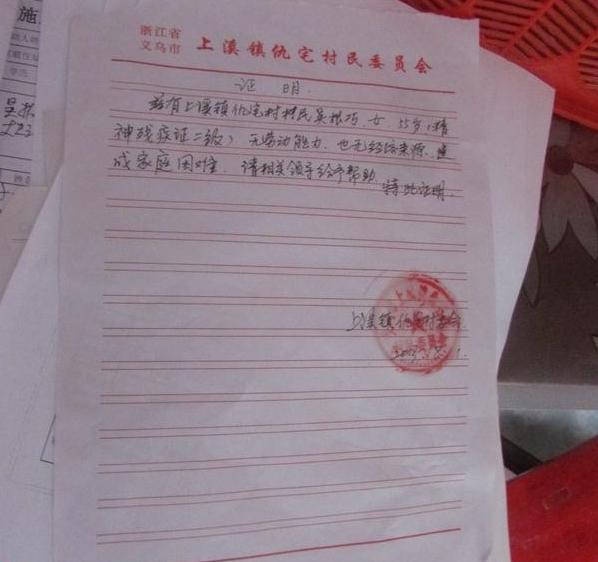 施
浙江省
义乌市 上溪镇仇宅村民委员会
证 明
兹有上溪镇仇宅村村民吴根巧、女 55岁（精
神残疾证二级）无劳动能力、也无经济来源、造
成家庭困难、请相关领导给予帮助
特此证明.
上溪镇仇宅村委会